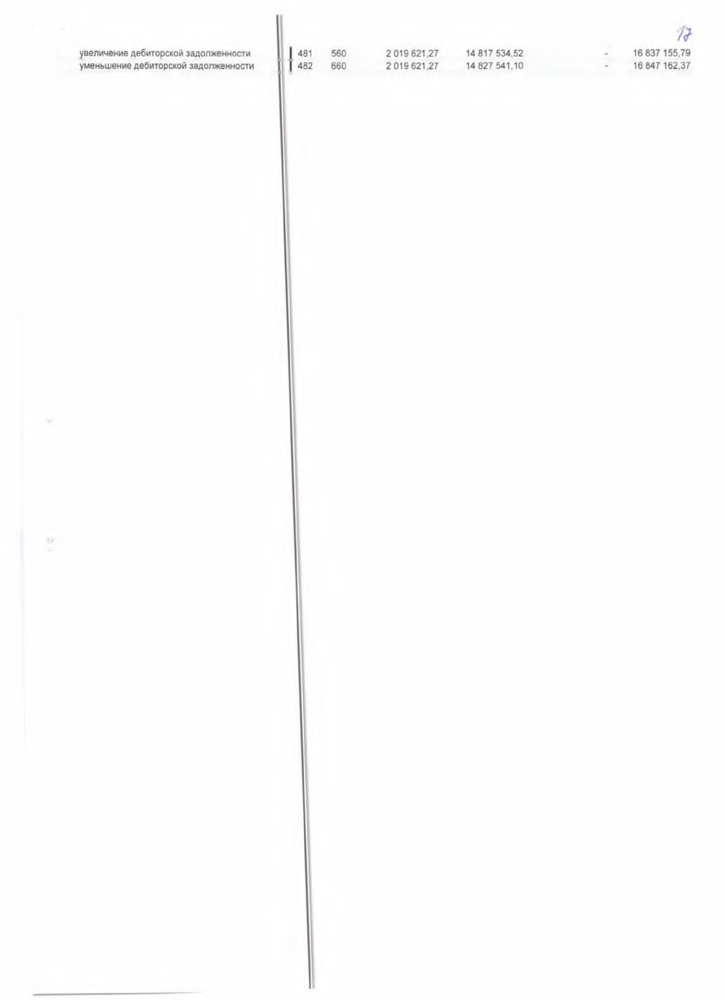 17
увеличение дебиторской задолженности 481 560 2 019 621,27 14 817 534,52 - 16 837 155,79
уменьшение дебиторской задолженности 482 660 2 019 621,27 14 827 541,10 - 16 847 162,37